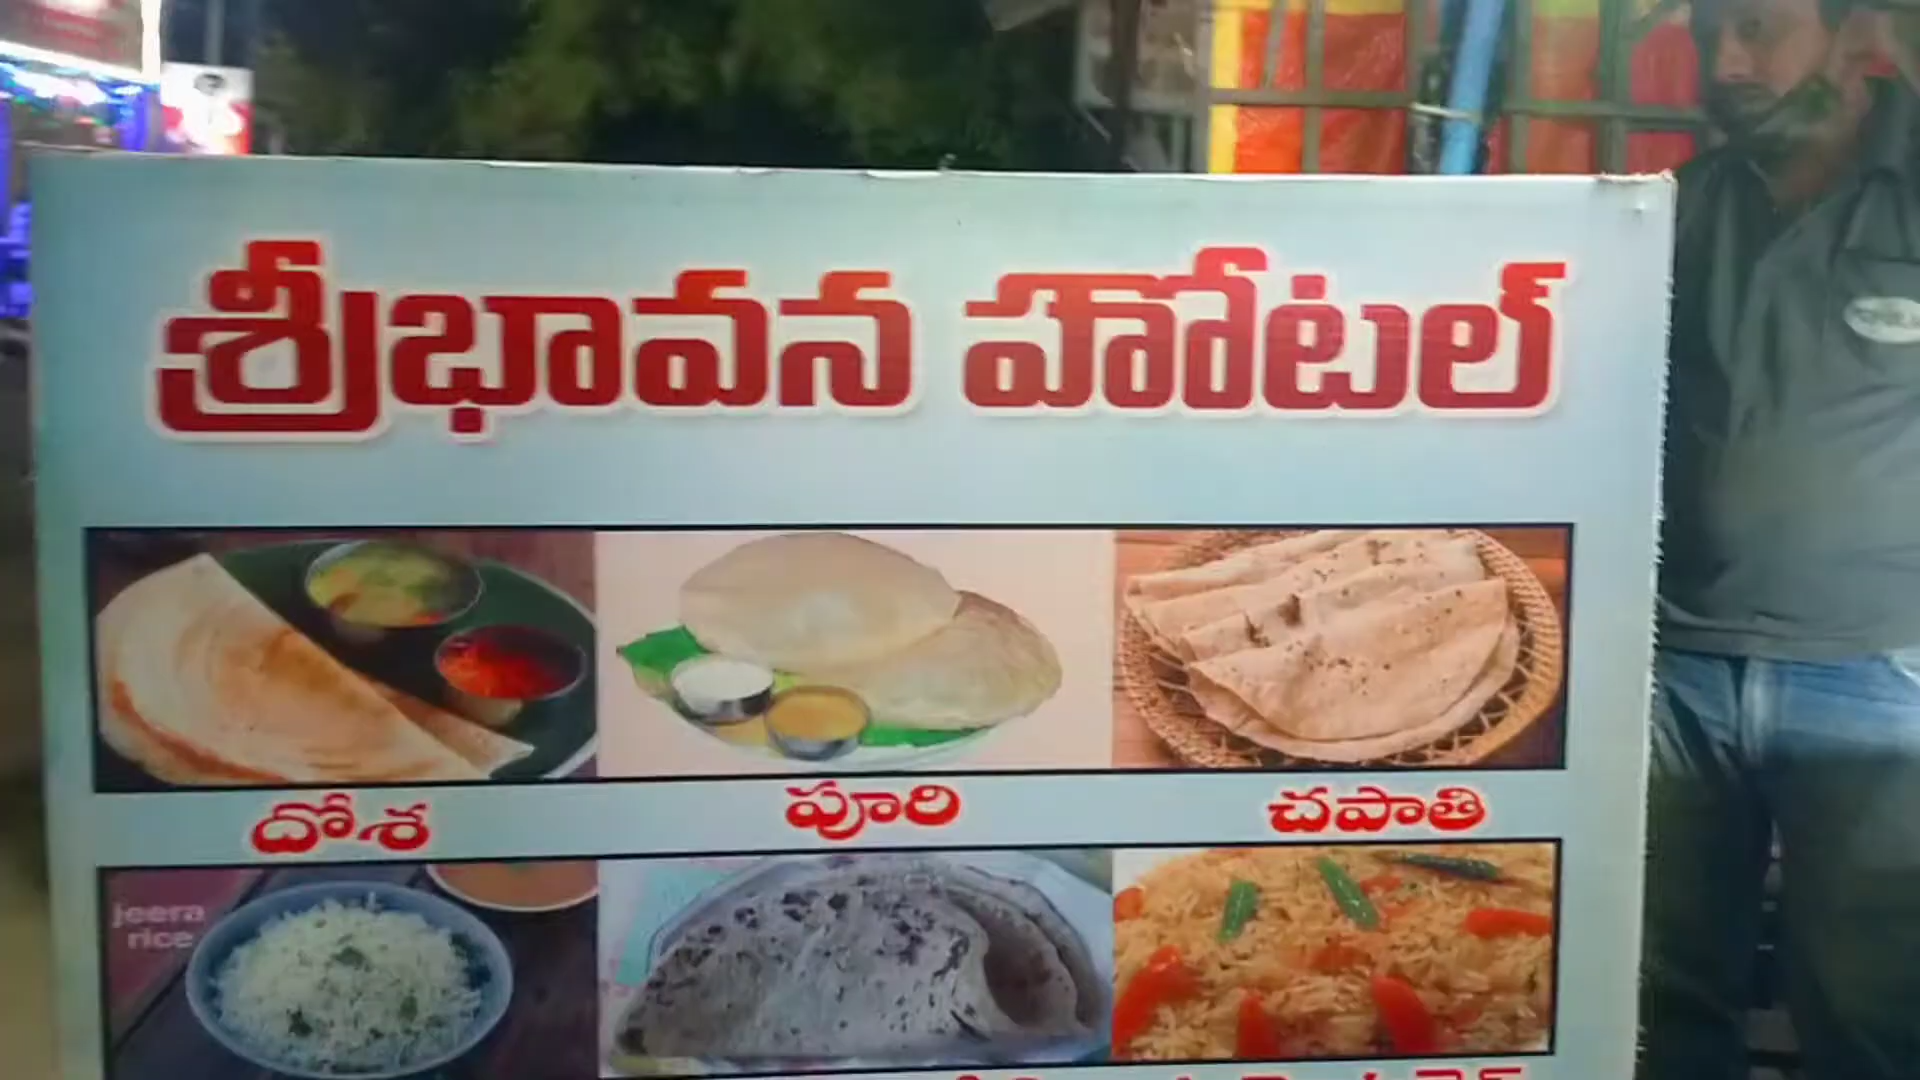 శ్రీభావన హోటల్
దోశ
పూరి
చపాతి
jeera
rice